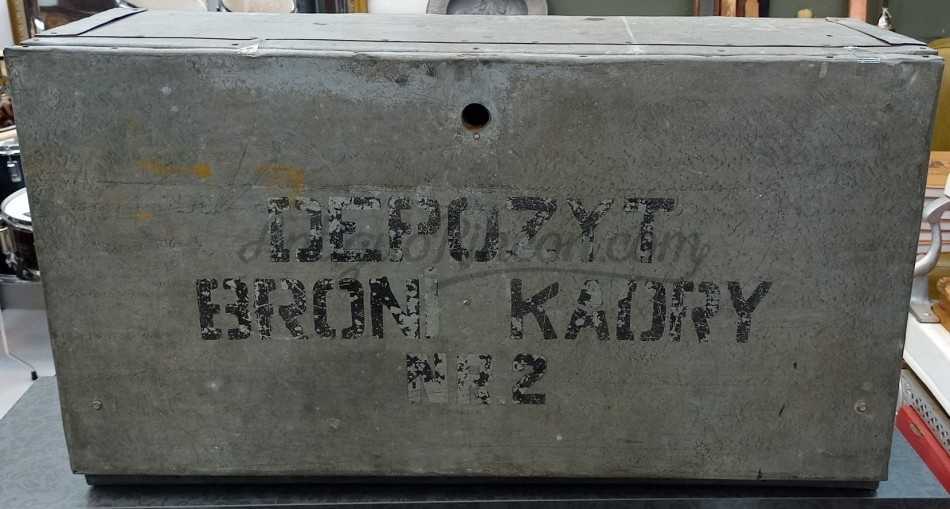 DEPOZYT
BRONI KADRY
NR.2